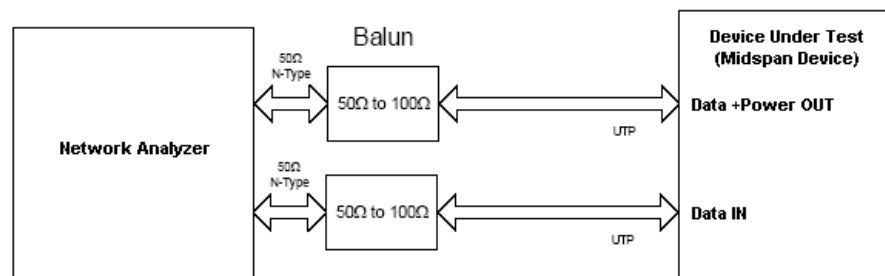 Balun
Device Under Test
(Midspan Device)
50Ω
N-Type
50Ω to 100Ω
Data +Power OUT
UTP
Network Analyzer
50Ω
N-Type
50Ω to 100Ω
Data IN
UTP